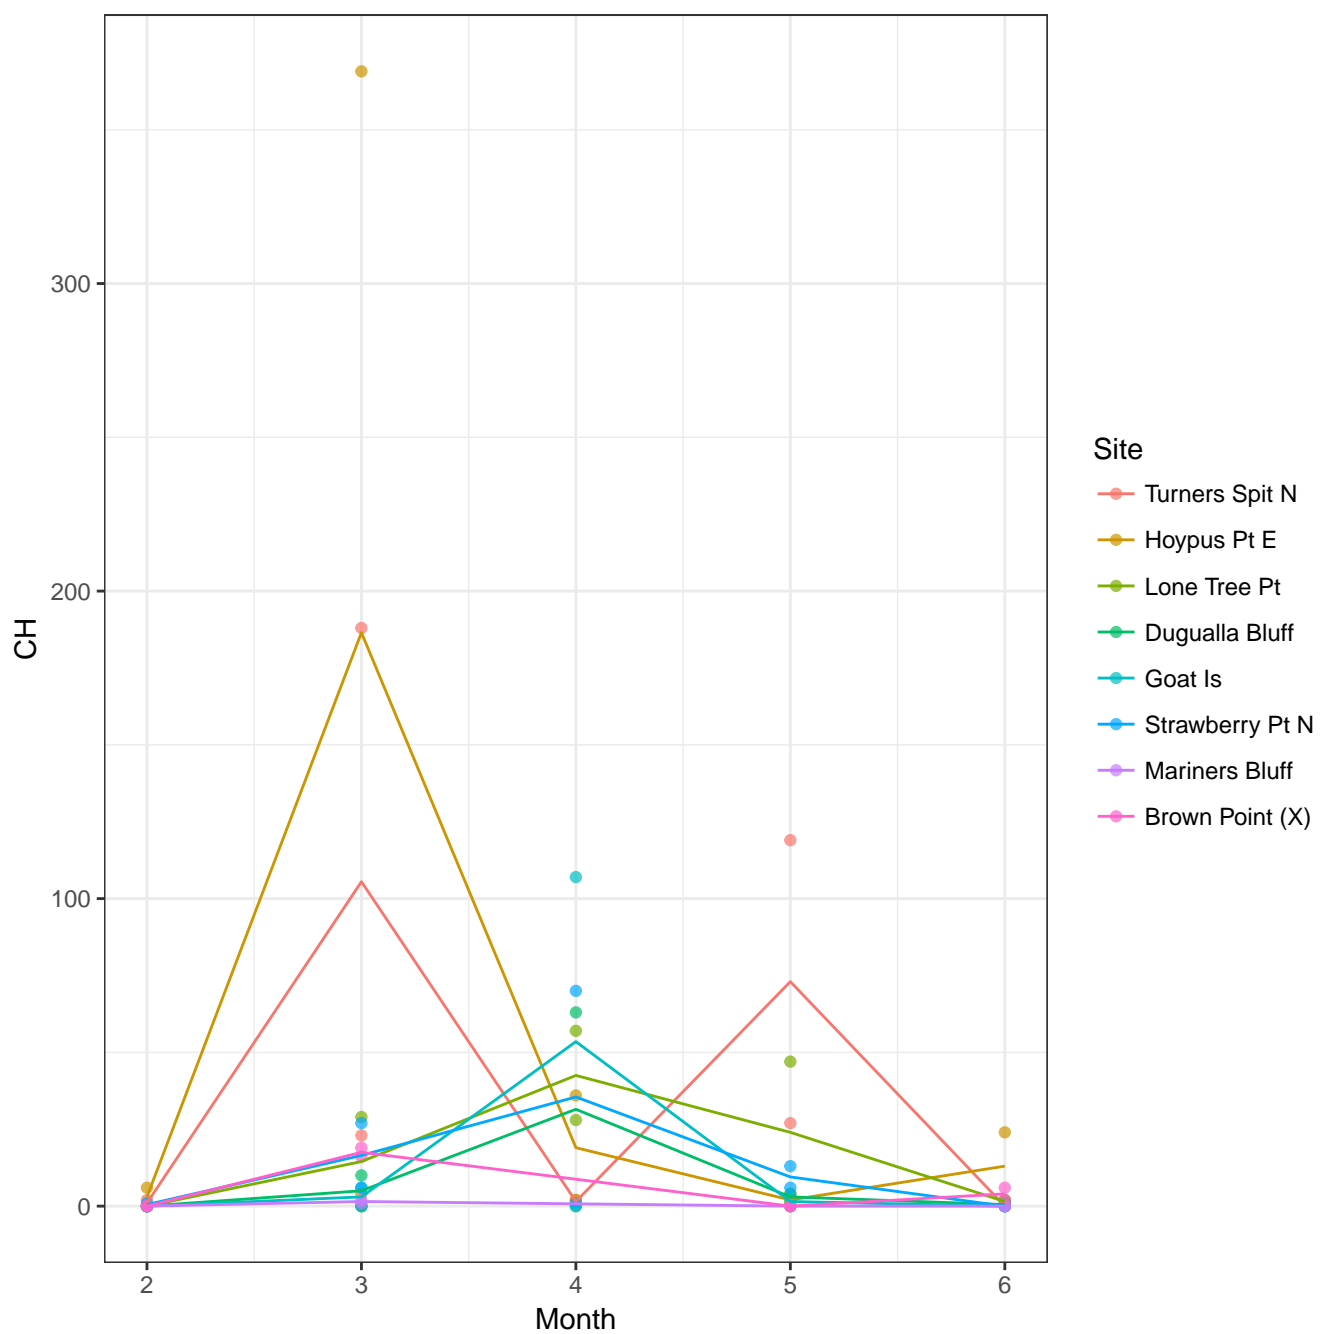 300
200
100
0
CH
2 3 4 5 6
Month
Site
Turners Spit N
Hoypus Pt E
Lone Tree Pt
Dugualla Bluff
Goat Is
Strawberry Pt N
Mariners Bluff
Brown Point (X)